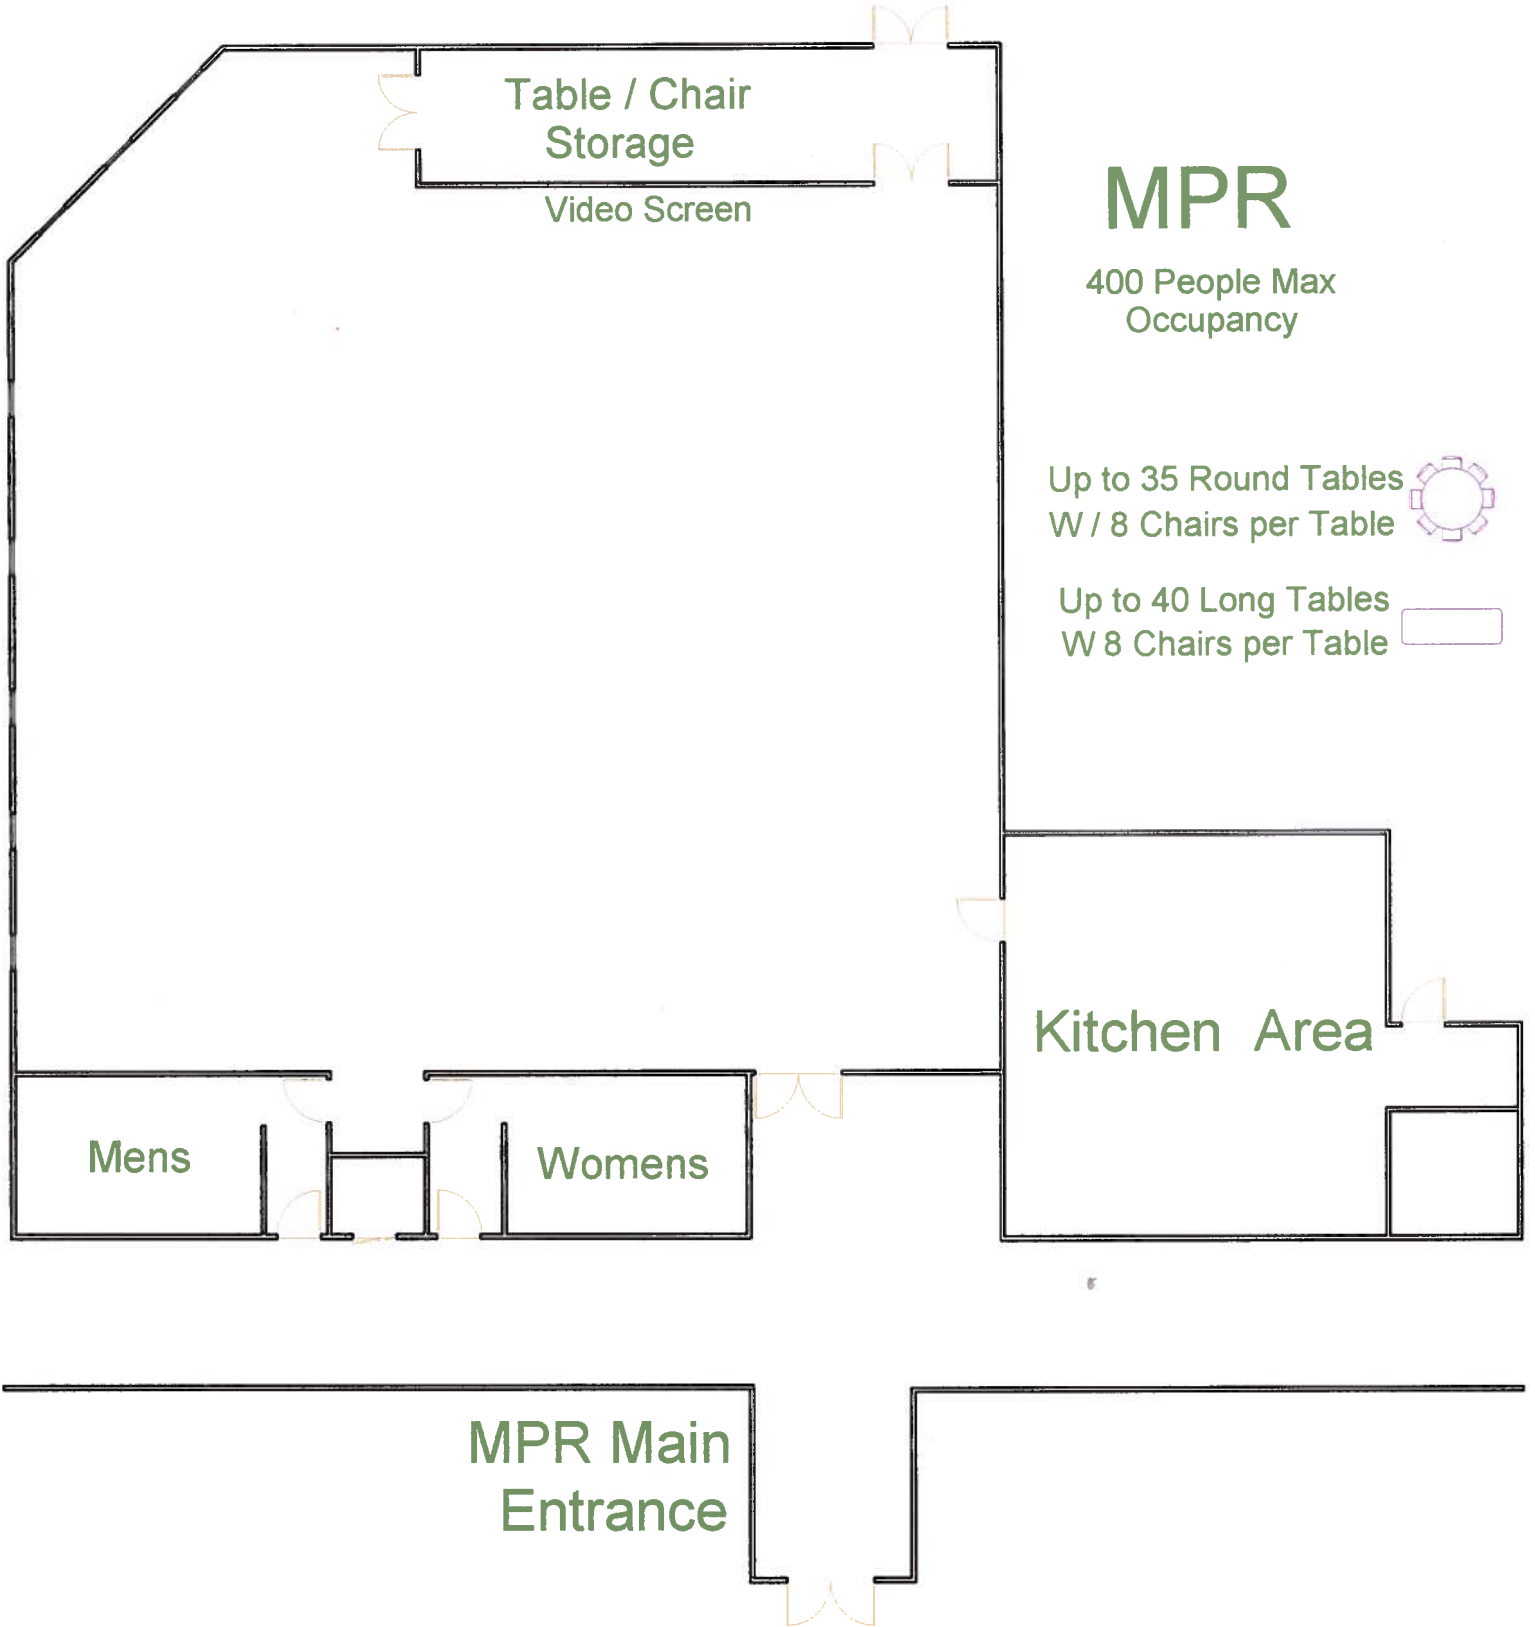 Table / Chair
Storage
Video Screen
MPR
400 People Max
Occupancy
Up to 35 Round Tables
W / 8 Chairs per Table
Up to 40 Long Tables
W 8 Chairs per Table
Kitchen Area
Mens
Womens
MPR Main
Entrance